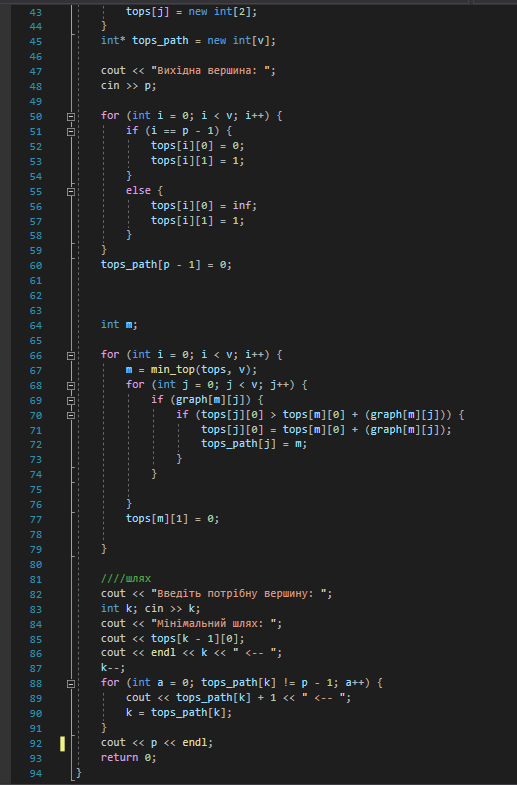 43 tops[j] = new int[2];
44 }
45 int* tops_path = new int[v];
46
47 cout << "Вихідна вершина: ";
48 cin >> p;
49
50 for (int i = 0; i < v; i++) {
51 if (i == p - 1) {
52 tops[i][0] = 0;
53 tops[i][1] = 1;
54 }
55 else {
56 tops[i][0] = inf;
57 tops[i][1] = 1;
58 }
59 }
60 tops_path[p - 1] = 0;
61
62
63
64 int m;
65
66 for (int i = 0; i < v; i++) {
67 m = min_top(tops, v);
68 for (int j = 0; j < v; j++) {
69 if (graph[m][j]) {
70 if (tops[j][0] > tops[m][0] + (graph[m][j])) {
71 tops[j][0] = tops[m][0] + (graph[m][j]);
72 tops_path[j] = m;
73 }
74 }
75
76 }
77 tops[m][1] = 0;
78
79 }
80
81 ////шлях
82 cout << "Введіть потрібну вершину: ";
83 int k; cin >> k;
84 cout << "Мінімальний шлях: ";
85 cout << tops[k - 1][0];
86 cout << endl << k << " <-- ";
87 k--;
88 for (int a = 0; tops_path[k] != p - 1; a++) {
89 cout << tops_path[k] + 1 << " <-- ";
90 k = tops_path[k];
91 }
92 cout << p << endl;
93 return 0;
94 }